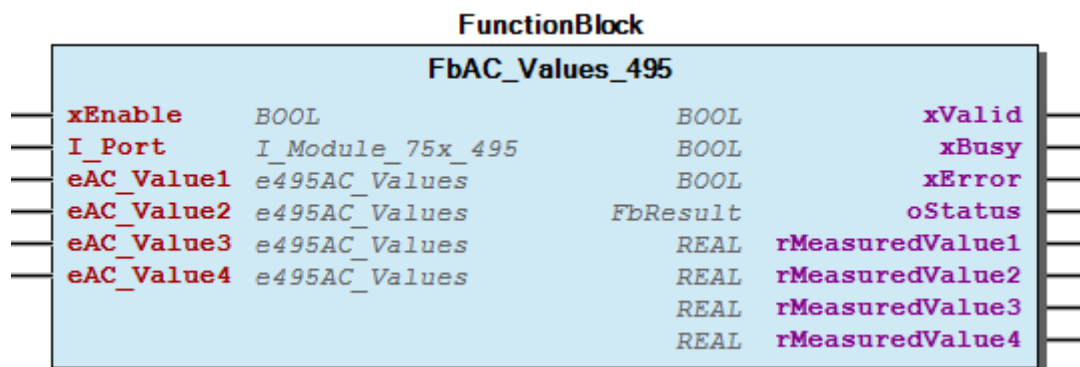 FunctionBlock
FbAC_Values_495
xEnable BOOL BOOL xValid
I_Port I_Module_75x_495 BOOL xBusy
eAC_Value1 e495AC_Values BOOL xError
eAC_Value2 e495AC_Values FbResult oStatus
eAC_Value3 e495AC_Values REAL rMeasuredValue1
eAC_Value4 e495AC_Values REAL rMeasuredValue2
REAL rMeasuredValue3
REAL rMeasuredValue4